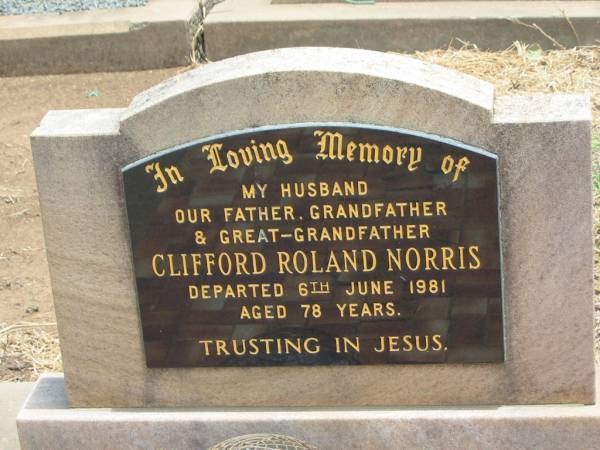 In Loving Memory of
MY HUSBAND
OUR FATHER, GRANDFATHER
& GREAT-GRANDFATHER
CLIFFORD ROLAND NORRIS
DEPARTED 6TH JUNE 1981
AGED 78 YEARS.
TRUSTING IN JESUS.